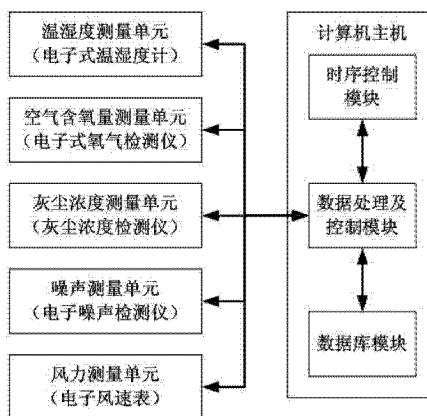 温湿度测量单元
（电子式温湿度计）
空气含氧量测量单元
（电子式氧气检测仪）
灰尘浓度测量单元
（灰尘浓度检测仪）
噪声测量单元
（电子噪声检测仪）
风力测量单元
（电子风速表）
计算机主机
时序控制
模块
数据处理及
控制模块
数据库模块